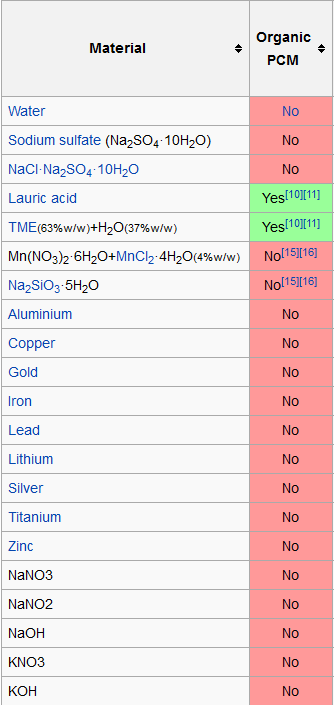 Material Organic PCM
Water No
Sodium sulfate (Na₂SO₄·10H₂O) No
NaCl·Na₂SO₄·10H₂O No
Lauric acid Yes[10][11]
TME(63%w/w)+H₂O(37%w/w) Yes[10][11]
Mn(NO₃)₂·6H₂O+MnCl₂·4H₂O(4%w/w) No[15][16]
Na₂SiO₃·5H₂O No[15][16]
Aluminium No
Copper No
Gold No
Iron No
Lead No
Lithium No
Silver No
Titanium No
Zinc No
NaNO3 No
NaNO2 No
NaOH No
KNO3 No
KOH No